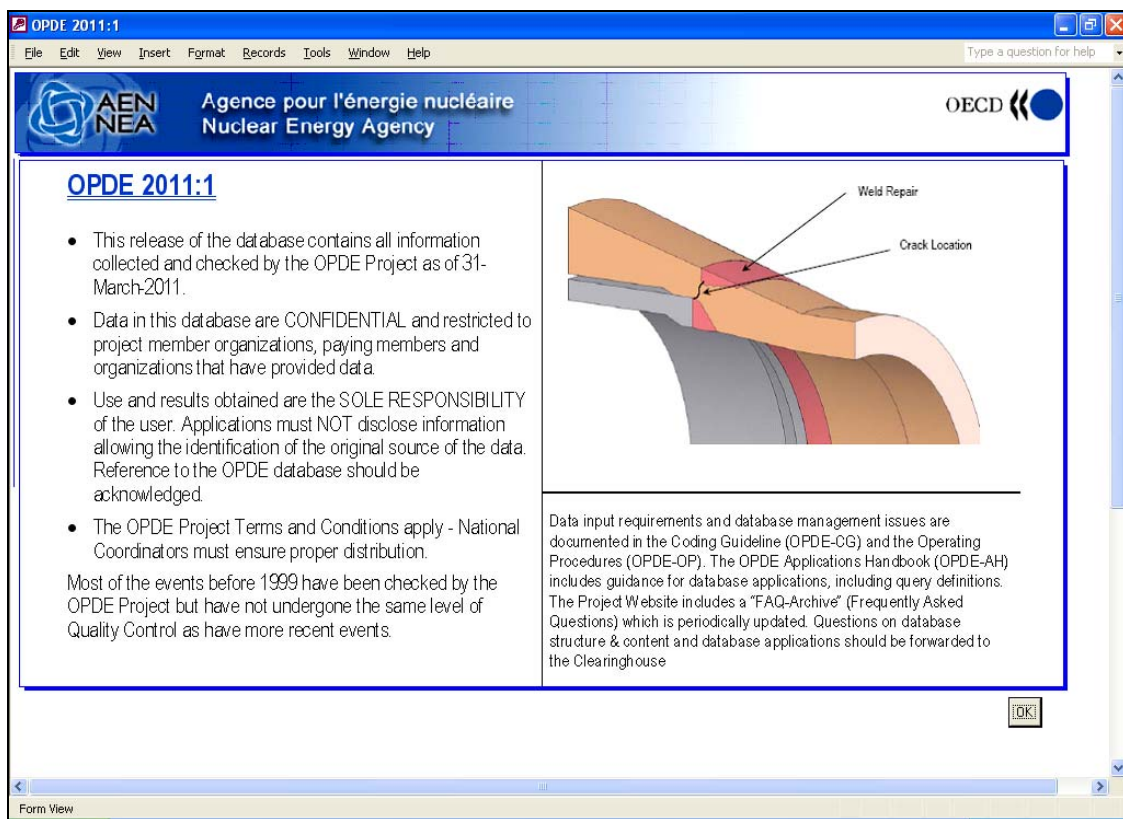 OPDE 2011:1
File Edit View Insert Format Records Tools Window Help
Type a question for help
AEN
NEA
Agence pour l'énergie nucléaire
Nuclear Energy Agency
OECD
OPDE 2011:1
• This release of the database contains all information
collected and checked by the OPDE Project as of 31-
March-2011.
• Data in this database are CONFIDENTIAL and restricted to
project member organizations, paying members and
organizations that have provided data.
• Use and results obtained are the SOLE RESPONSIBILITY
of the user. Applications must NOT disclose information
allowing the identification of the original source of the data.
Reference to the OPDE database should be
acknowledged.
• The OPDE Project Terms and Conditions apply - National
Coordinators must ensure proper distribution.
Most of the events before 1999 have been checked by the
OPDE Project but have not undergone the same level of
Quality Control as have more recent events.
Weld Repair
Crack Location
Data input requirements and database management issues are
documented in the Coding Guideline (OPDE-CG) and the Operating
Procedures (OPDE-OP). The OPDE Applications Handbook (OPDE-AH)
includes guidance for database applications, including query definitions.
The Project Website includes a "FAQ-Archive" (Frequently Asked
Questions) which is periodically updated. Questions on database
structure & content and database applications should be forwarded to
the Clearinghouse
OK
Form View